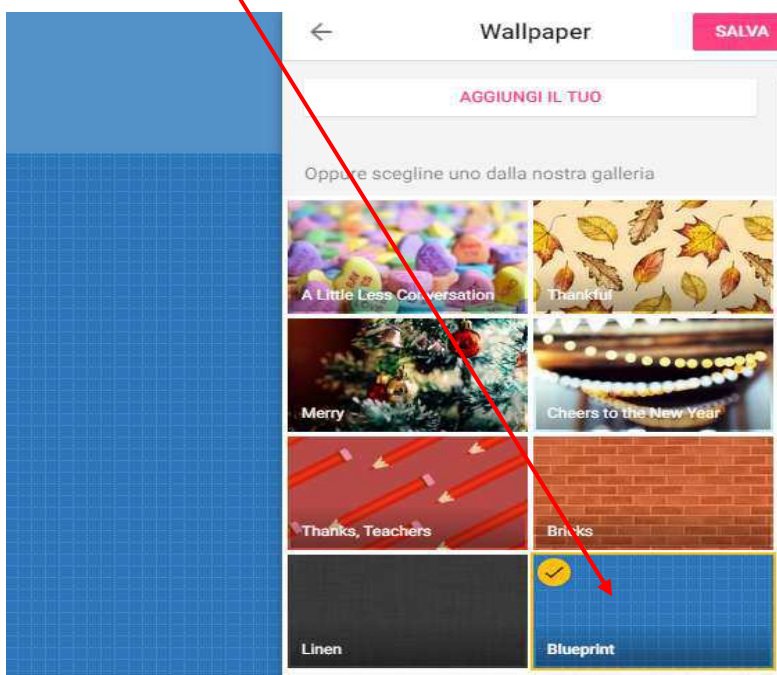 Wallpaper SALVA
AGGIUNGI IL TUO
Oppure scegline uno dalla nostra galleria
A Little Less Conversation
Thankful
Merry
Cheers to the New Year
Thanks, Teachers
Bricks
Linen
Blueprint